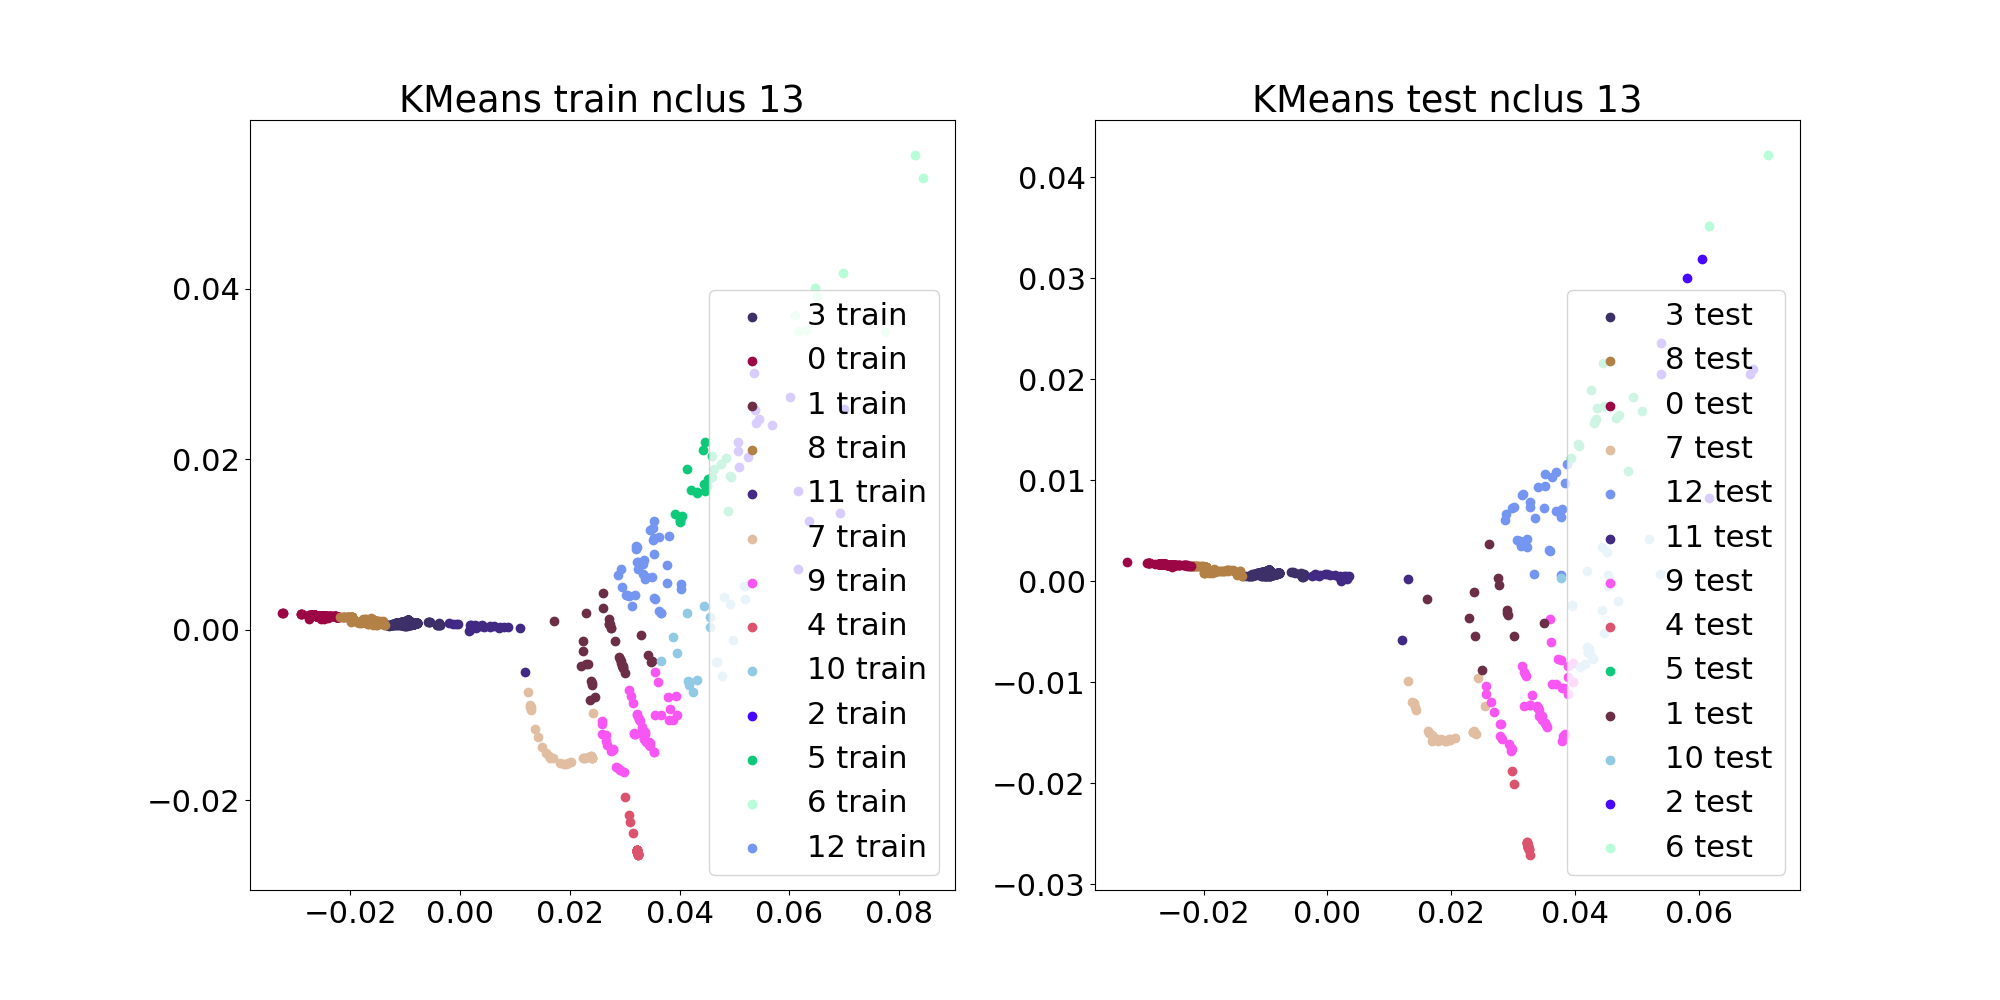 KMeans train nclus 13
0.04
0.02
0.00
−0.02
−0.02
0.00
0.02
0.04
0.06
0.08
3 train
0 train
1 train
8 train
11 train
7 train
9 train
4 train
10 train
2 train
5 train
6 train
12 train
KMeans test nclus 13
0.04
0.03
0.02
0.01
0.00
−0.01
−0.02
−0.03
−0.02
0.00
0.02
0.04
0.06
3 test
8 test
0 test
7 test
12 test
11 test
9 test
4 test
5 test
1 test
10 test
2 test
6 test